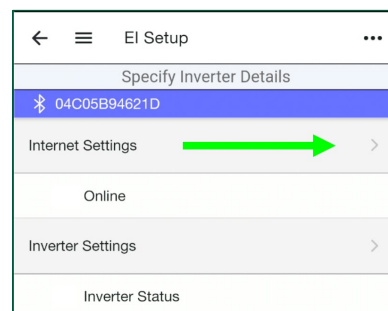 EI Setup
Specify Inverter Details
04C05B94621D
Internet Settings
Online
Inverter Settings
Inverter Status